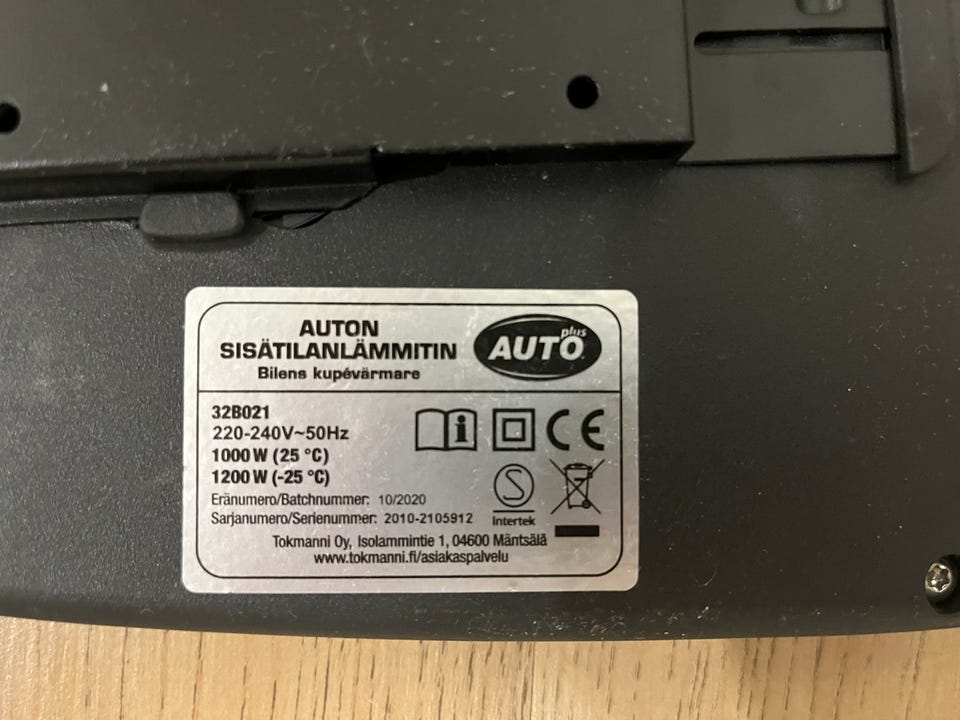 AUTON
SISÄTILANLÄMMITIN
Bilens kupévärmare
plus
AUTO
32B021
220-240V~50Hz
1000 W (25 °C)
1200 W (-25 °C)
Eränumero/Batchnummer: 10/2020
Sarjanumero/Serienummer: 2010-2105912
i
CE
S
Intertek
Tokmanni Oy, Isolammintie 1, 04600 Mäntsälä
www.tokmanni.fi/asiakaspalvelu